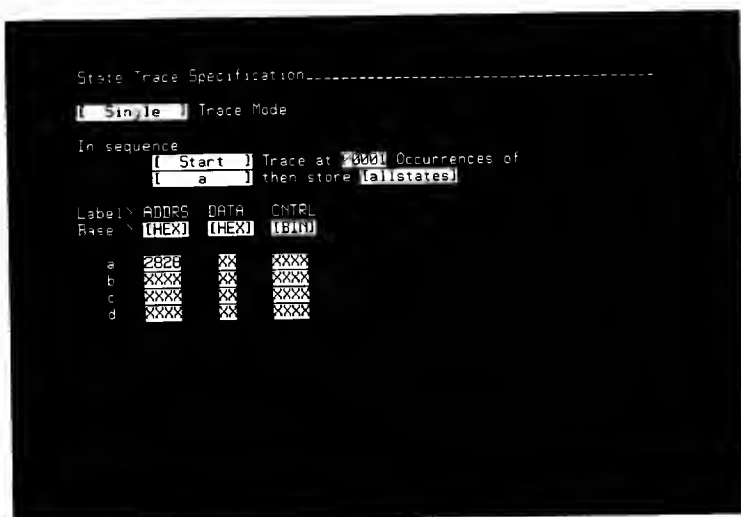 State Trace Specification
[ Single ] Trace Mode
In sequence
[ Start ] Trace at 0001 Occurrences of
[ a ] then store [allstates]
Label> ADDRS DATA CNTRL
Base > [HEX] [HEX] [BIN]
a 2828 XX XXXX
b XXXX XX XXXX
c XXXX XX XXXX
d XXXX XX XXXX